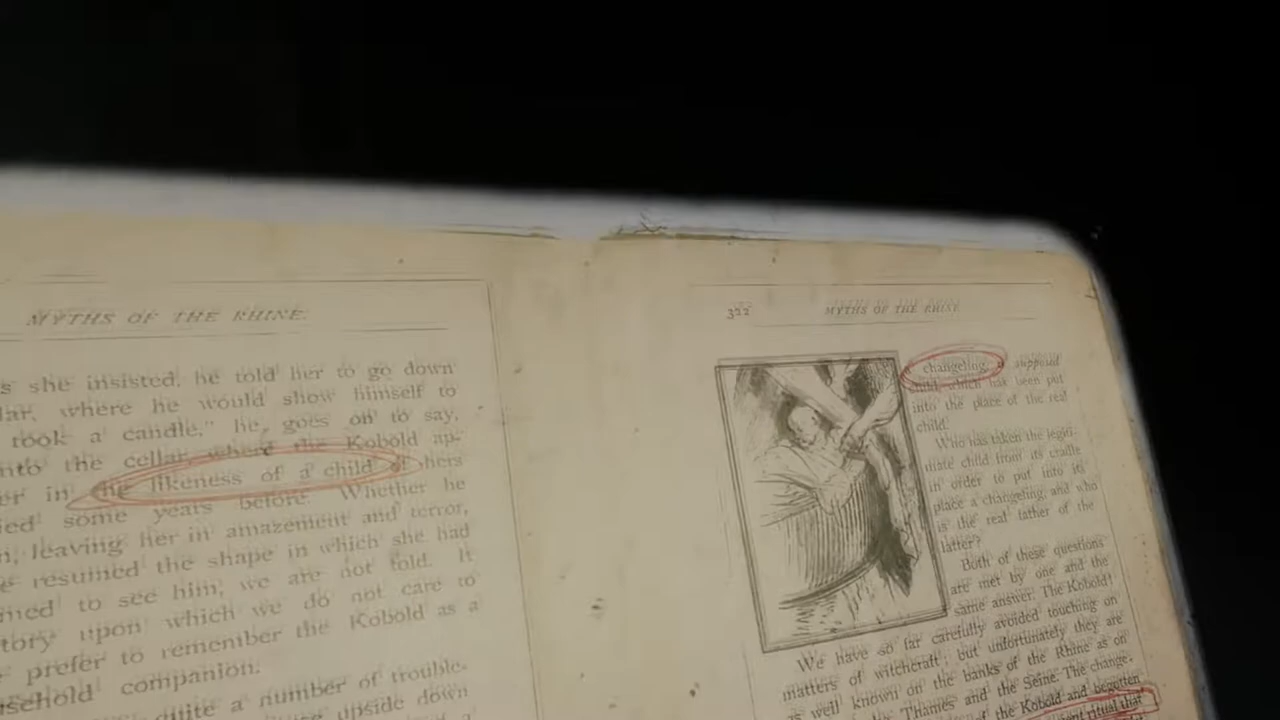 MYTHS OF THE RHINE.
s she insisted, he told her to go down
lar, where he would show himself to
took a candle," he, goes on to say,
nto the cellar where the Kobold ap-
er in the likeness of a child of hers
ied some years before. Whether he
n, leaving her in amazement and terror,
e resumed the shape in which she had
med to see him, we are not told. It
tory upon which we do not care to
prefer to remember the Kobold as a
sehold companion.
quite a number of trouble-
upside down
322
MYTHS OF THE RHINE.
changeling, a supposed
child, which has been put
into the place of the real
child.
Who has taken the legiti-
mate child from its cradle
in order to put into its
place a changeling, and who
is the real father of the
latter?
Both of these questions
are met by one and the
same answer: The Kobold!
We have so far carefully avoided touching on
matters of witchcraft; but unfortunately they are
as well known on the banks of the Rhine as on
the Thames and the Seine. The change-
the Kobold and begotten
ritual that